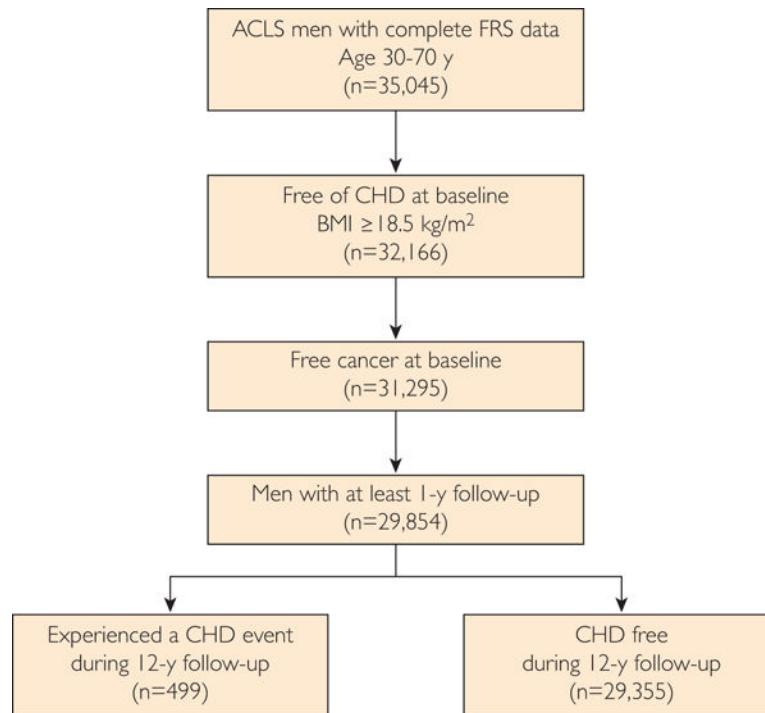 ACLS men with complete FRS data
Age 30-70 y
(n=35,045)
Free of CHD at baseline
BMI ≥18.5 kg/m²
(n=32,166)
Free cancer at baseline
(n=31,295)
Men with at least 1-y follow-up
(n=29,854)
Experienced a CHD event
during 12-y follow-up
(n=499)
CHD free
during 12-y follow-up
(n=29,355)